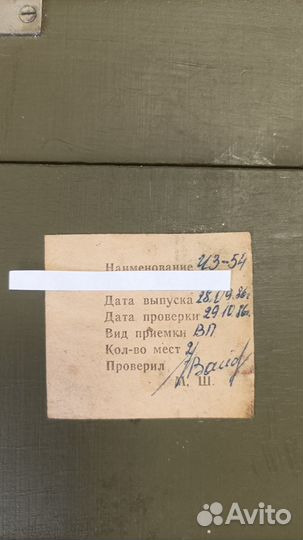 Наименование ЧЗ-54
Дата выпуска 28.09.86г
Дата проверки 29.10.86г.
Вид приемки ВП
Кол-во мест 2
Проверил
М. Ш.
Avito